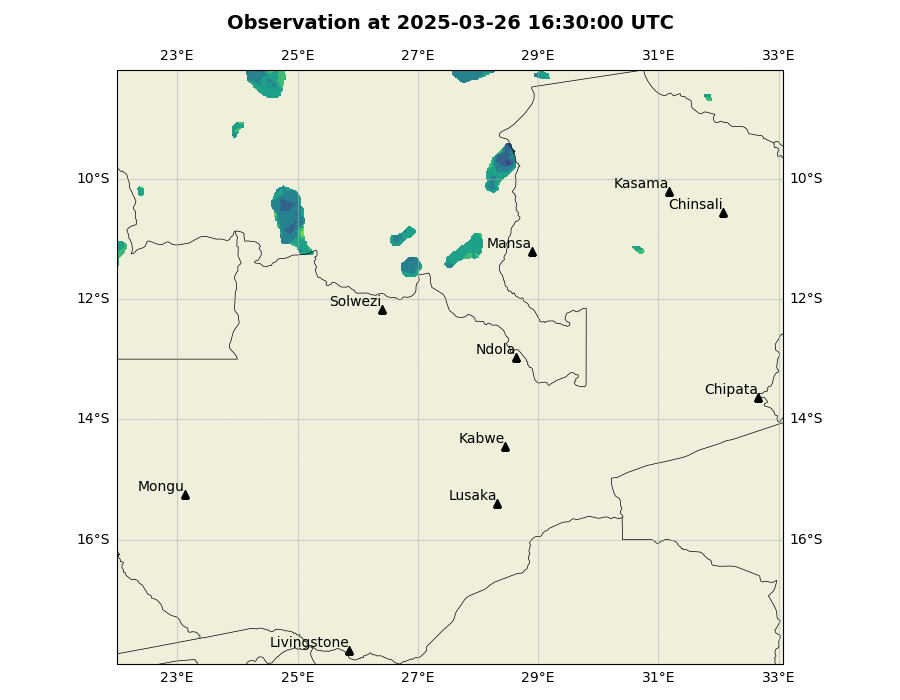 Observation at 2025-03-26 16:30:00 UTC
23°E 25°E 27°E 29°E 31°E 33°E
10°S 10°S
Kasama
Chinsali
Mansa
12°S 12°S
Solwezi
Ndola
Chipata
14°S 14°S
Kabwe
Mongu
Lusaka
16°S 16°S
Livingstone
23°E 25°E 27°E 29°E 31°E 33°E